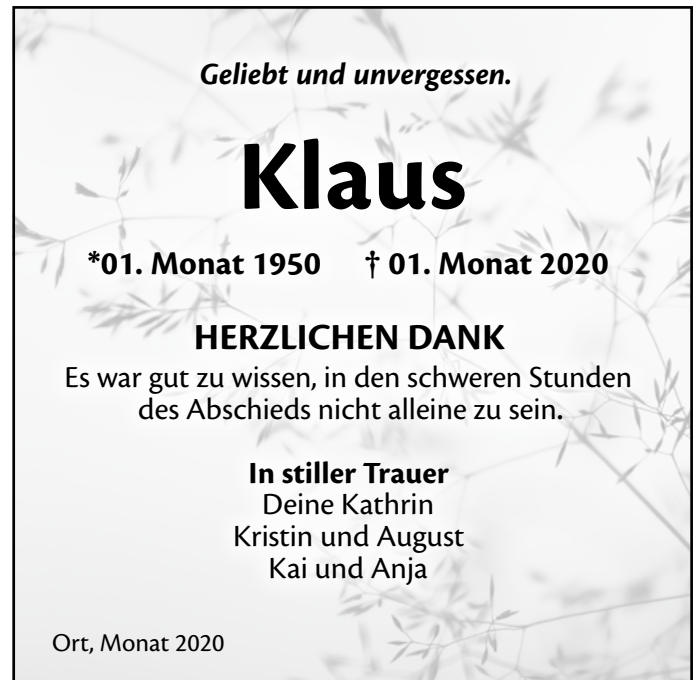 Geliebt und unvergessen.
Klaus
*01. Monat 1950 † 01. Monat 2020
HERZLICHEN DANK
Es war gut zu wissen, in den schweren Stunden
des Abschieds nicht alleine zu sein.
In stiller Trauer
Deine Kathrin
Kristin und August
Kai und Anja
Ort, Monat 2020